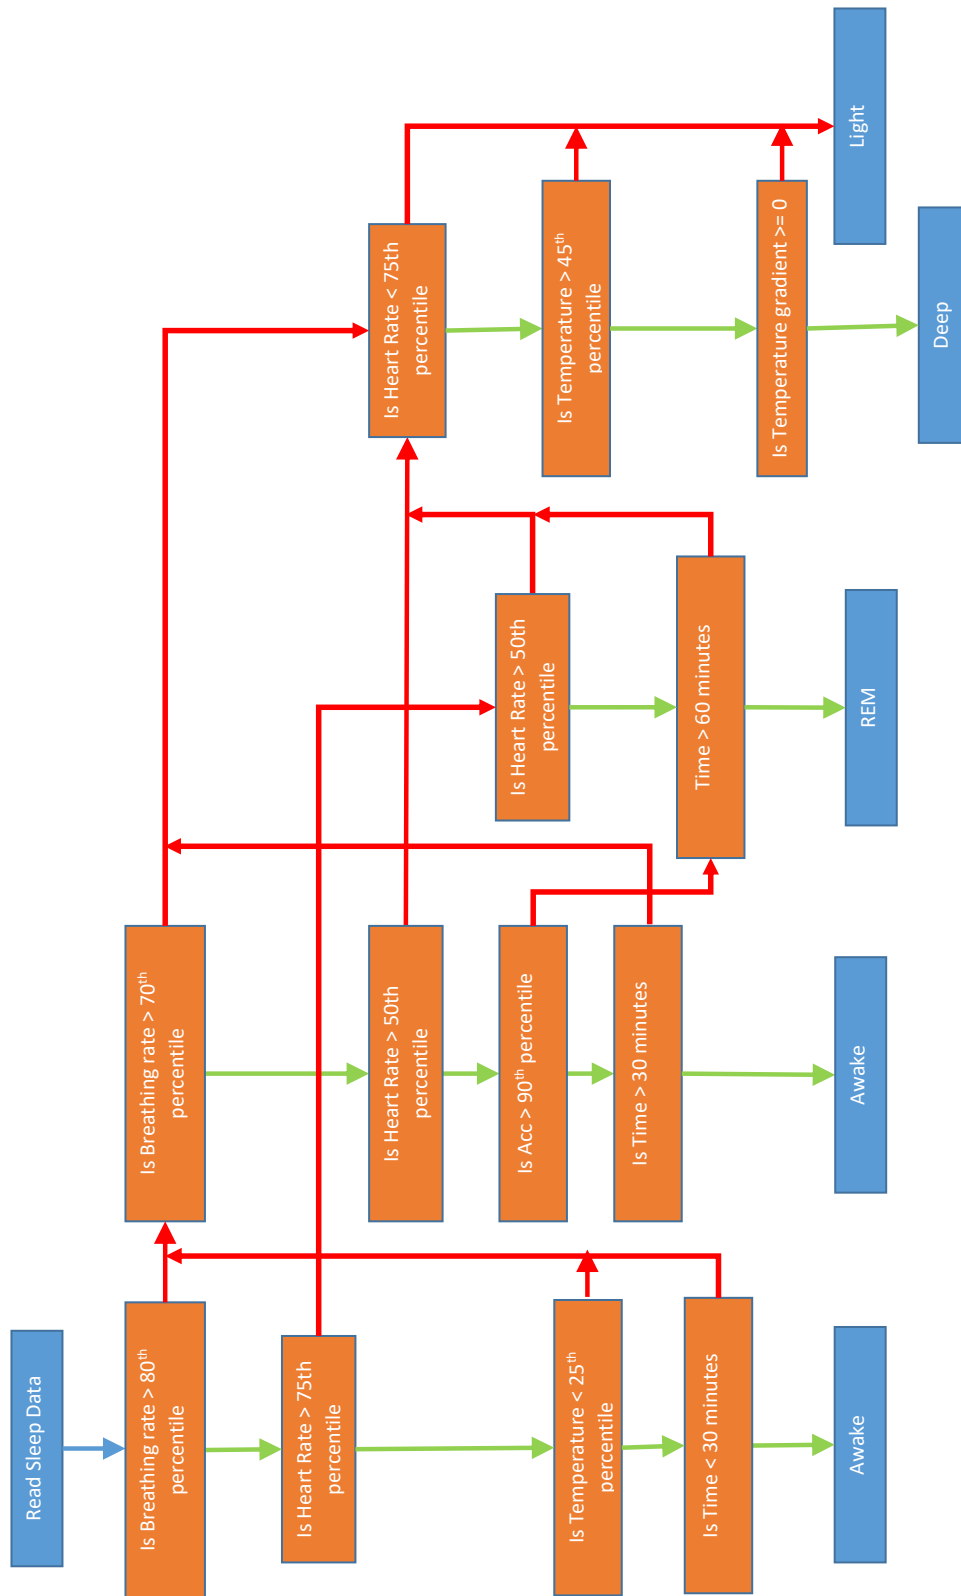 Read Sleep Data
Is Breathing rate > 80th
percentile
Is Heart Rate > 75th
percentile
Is Temperature < 25th
percentile
Is Time < 30 minutes
Awake
Is Breathing rate > 70th
percentile
Is Heart Rate > 50th
percentile
Is Acc > 90th percentile
Is Time > 30 minutes
Awake
Is Heart Rate > 50th
percentile
Time > 60 minutes
REM
Is Heart Rate < 75th
percentile
Is Temperature > 45th
percentile
Is Temperature gradient >= 0
Deep
Light